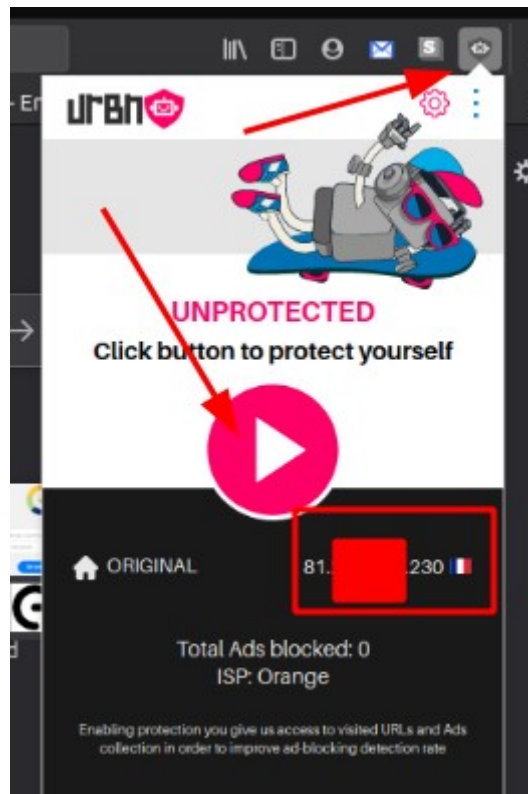 S
- En
URBN
UNPROTECTED
Click button to protect yourself
ORIGINAL 81. .230
Total Ads blocked: 0
ISP: Orange
Enabling protection you give us access to visited URLs and Ads
collection in order to improve ad-blocking detection rate